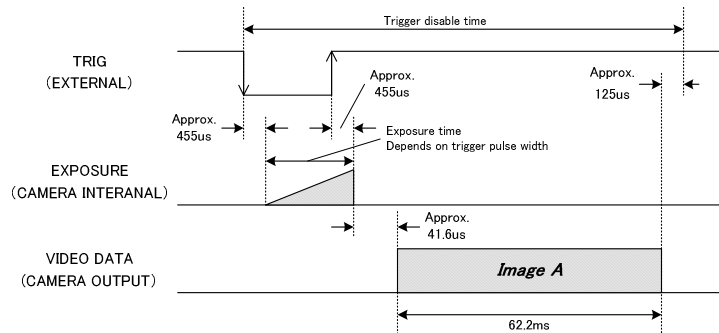 Trigger disable time
TRIG
(EXTERNAL)
Approx.
455us
Approx.
125us
Approx.
455us
Exposure time
Depends on trigger pulse width
EXPOSURE
(CAMERA INTERANAL)
Approx.
41.6us
VIDEO DATA
(CAMERA OUTPUT)
Image A
62.2ms